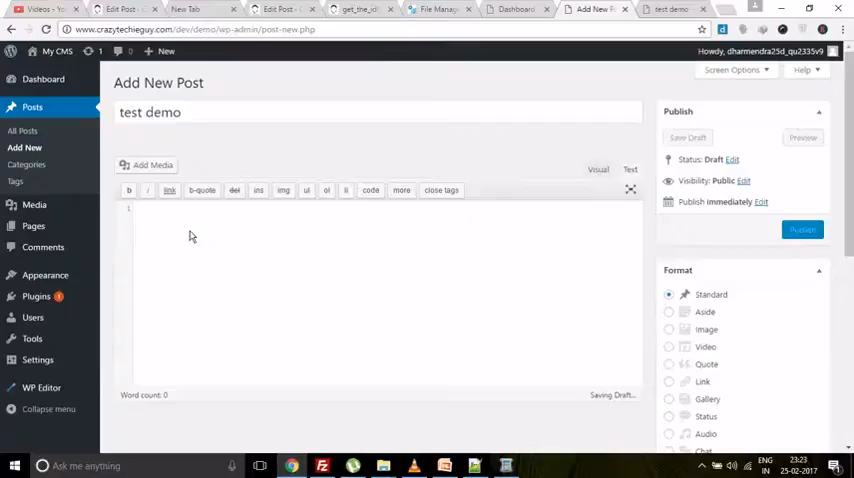 Videos - You
Edit Post - C
New Tab
Edit Post - C
get_the_id
File Manag
Dashboard
Add New Po
test demo
www.crazytechieguy.com/dev/demo/wp-admin/post-new.php
My CMS
1
0
New
Howdy, dharmendra25d_qu2335v9
Dashboard
Posts
All Posts
Add New
Categories
Tags
Media
Pages
Comments
Appearance
Plugins 1
Users
Tools
Settings
WP Editor
Collapse menu
Screen Options
Help
Add New Post
test demo
Add Media
Visual
Text
b
i
link
b-quote
del
ins
img
ul
ol
li
code
more
close tags
1
Word count: 0
Saving Draft...
Publish
Save Draft
Preview
Status: Draft Edit
Visibility: Public Edit
Publish immediately Edit
Publish
Format
Standard
Aside
Image
Video
Quote
Link
Gallery
Status
Audio
Chat
Ask me anything
ENG
IN
23:23
25-02-2017